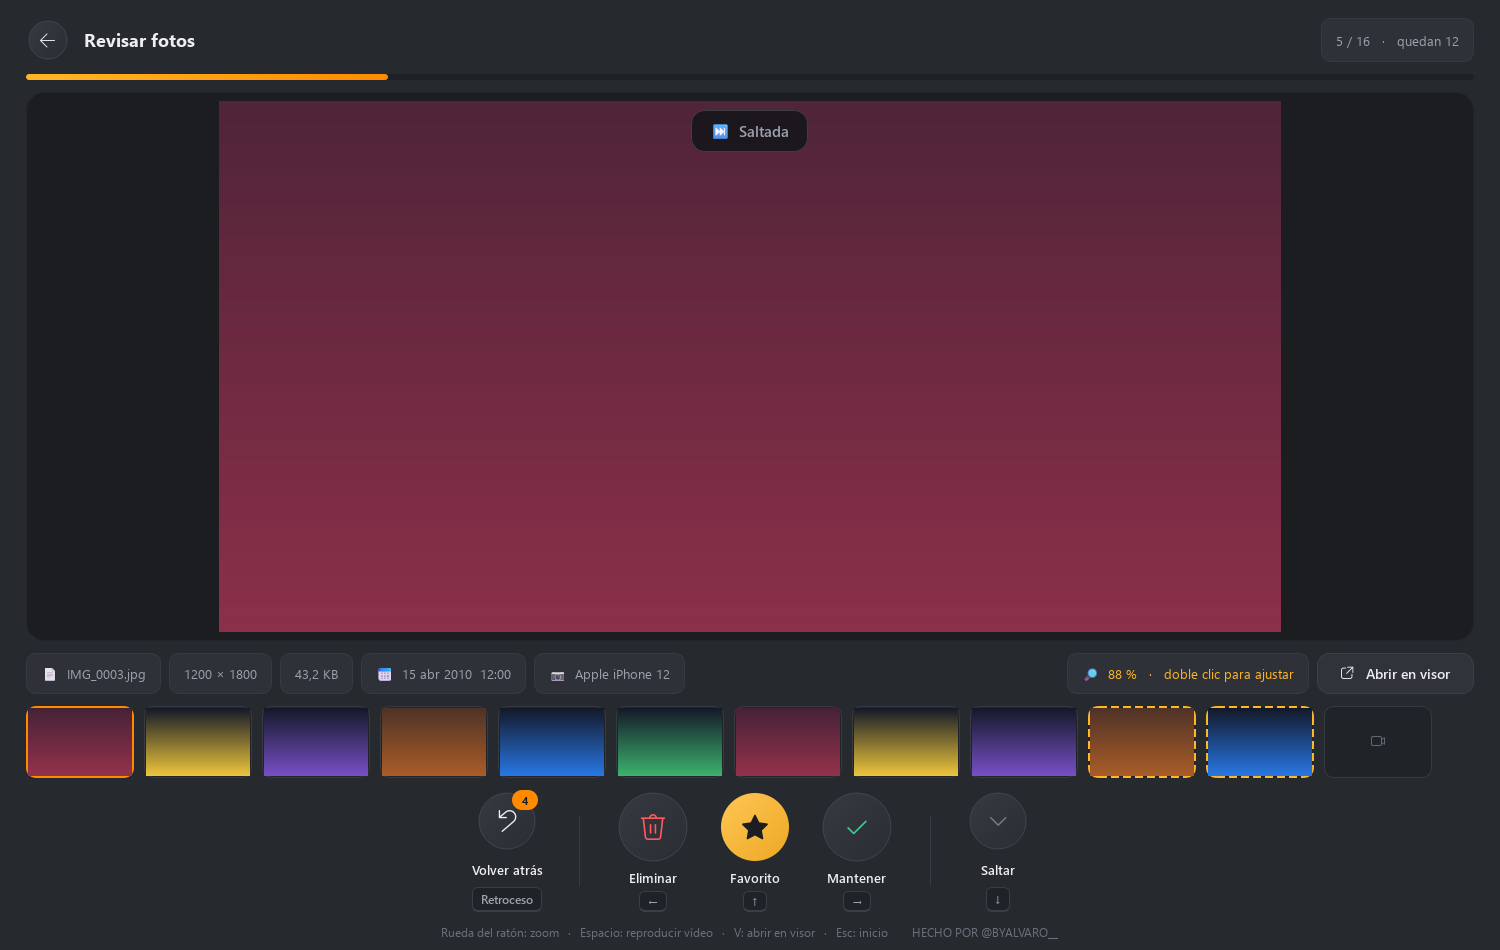 Revisar fotos
5 / 16 · quedan 12
Saltada
IMG_0003.jpg
1200 × 1800
43,2 KB
15 abr 2010 12:00
Apple iPhone 12
88 % · doble clic para ajustar
Abrir en visor
4
Volver atrás
Eliminar
Favorito
Mantener
Saltar
Retroceso
←
↑
→
↓
Rueda del ratón: zoom · Espacio: reproducir vídeo · V: abrir en visor · Esc: inicio HECHO POR @BYALVARO__